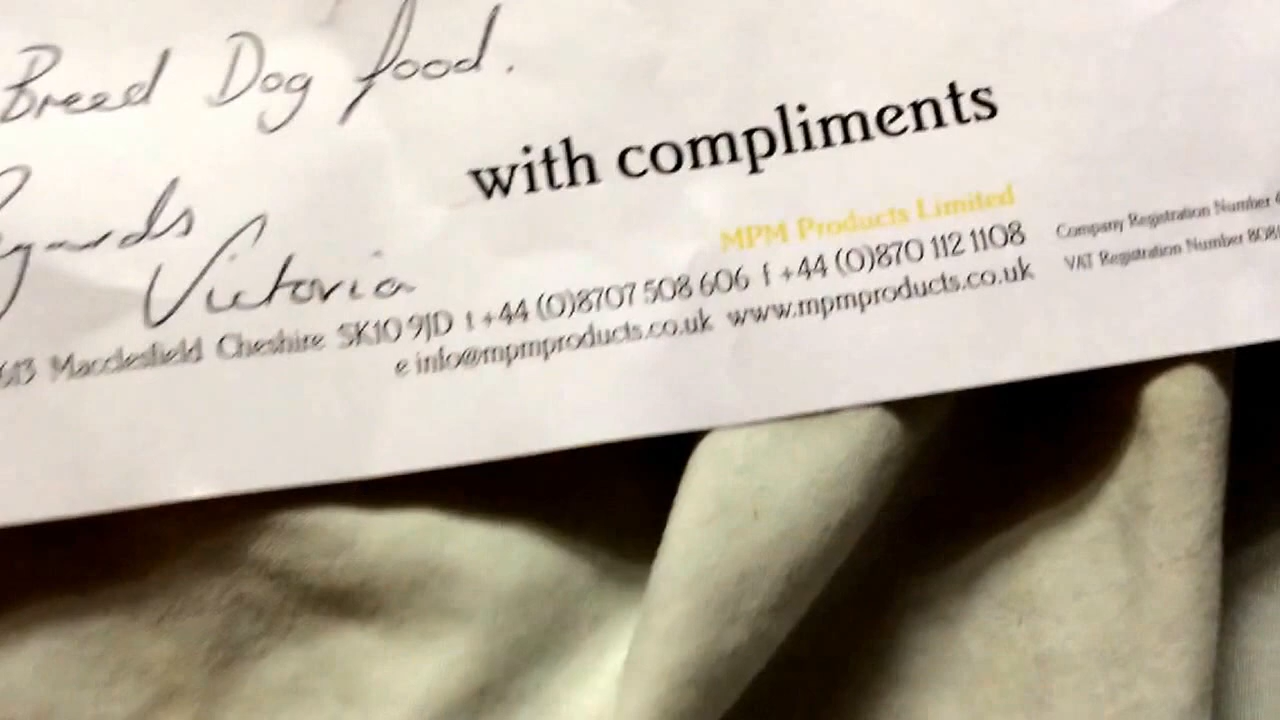 Breed Dog food.
with compliments
Victoria
MPM Products Limited
Macclesfield Cheshire SK10 9JD t +44 (0)8707 508 606 f +44 (0)870 112 1108
e info@mpmproducts.co.uk www.mpmproducts.co.uk
Company Registration Number
VAT Registration Number